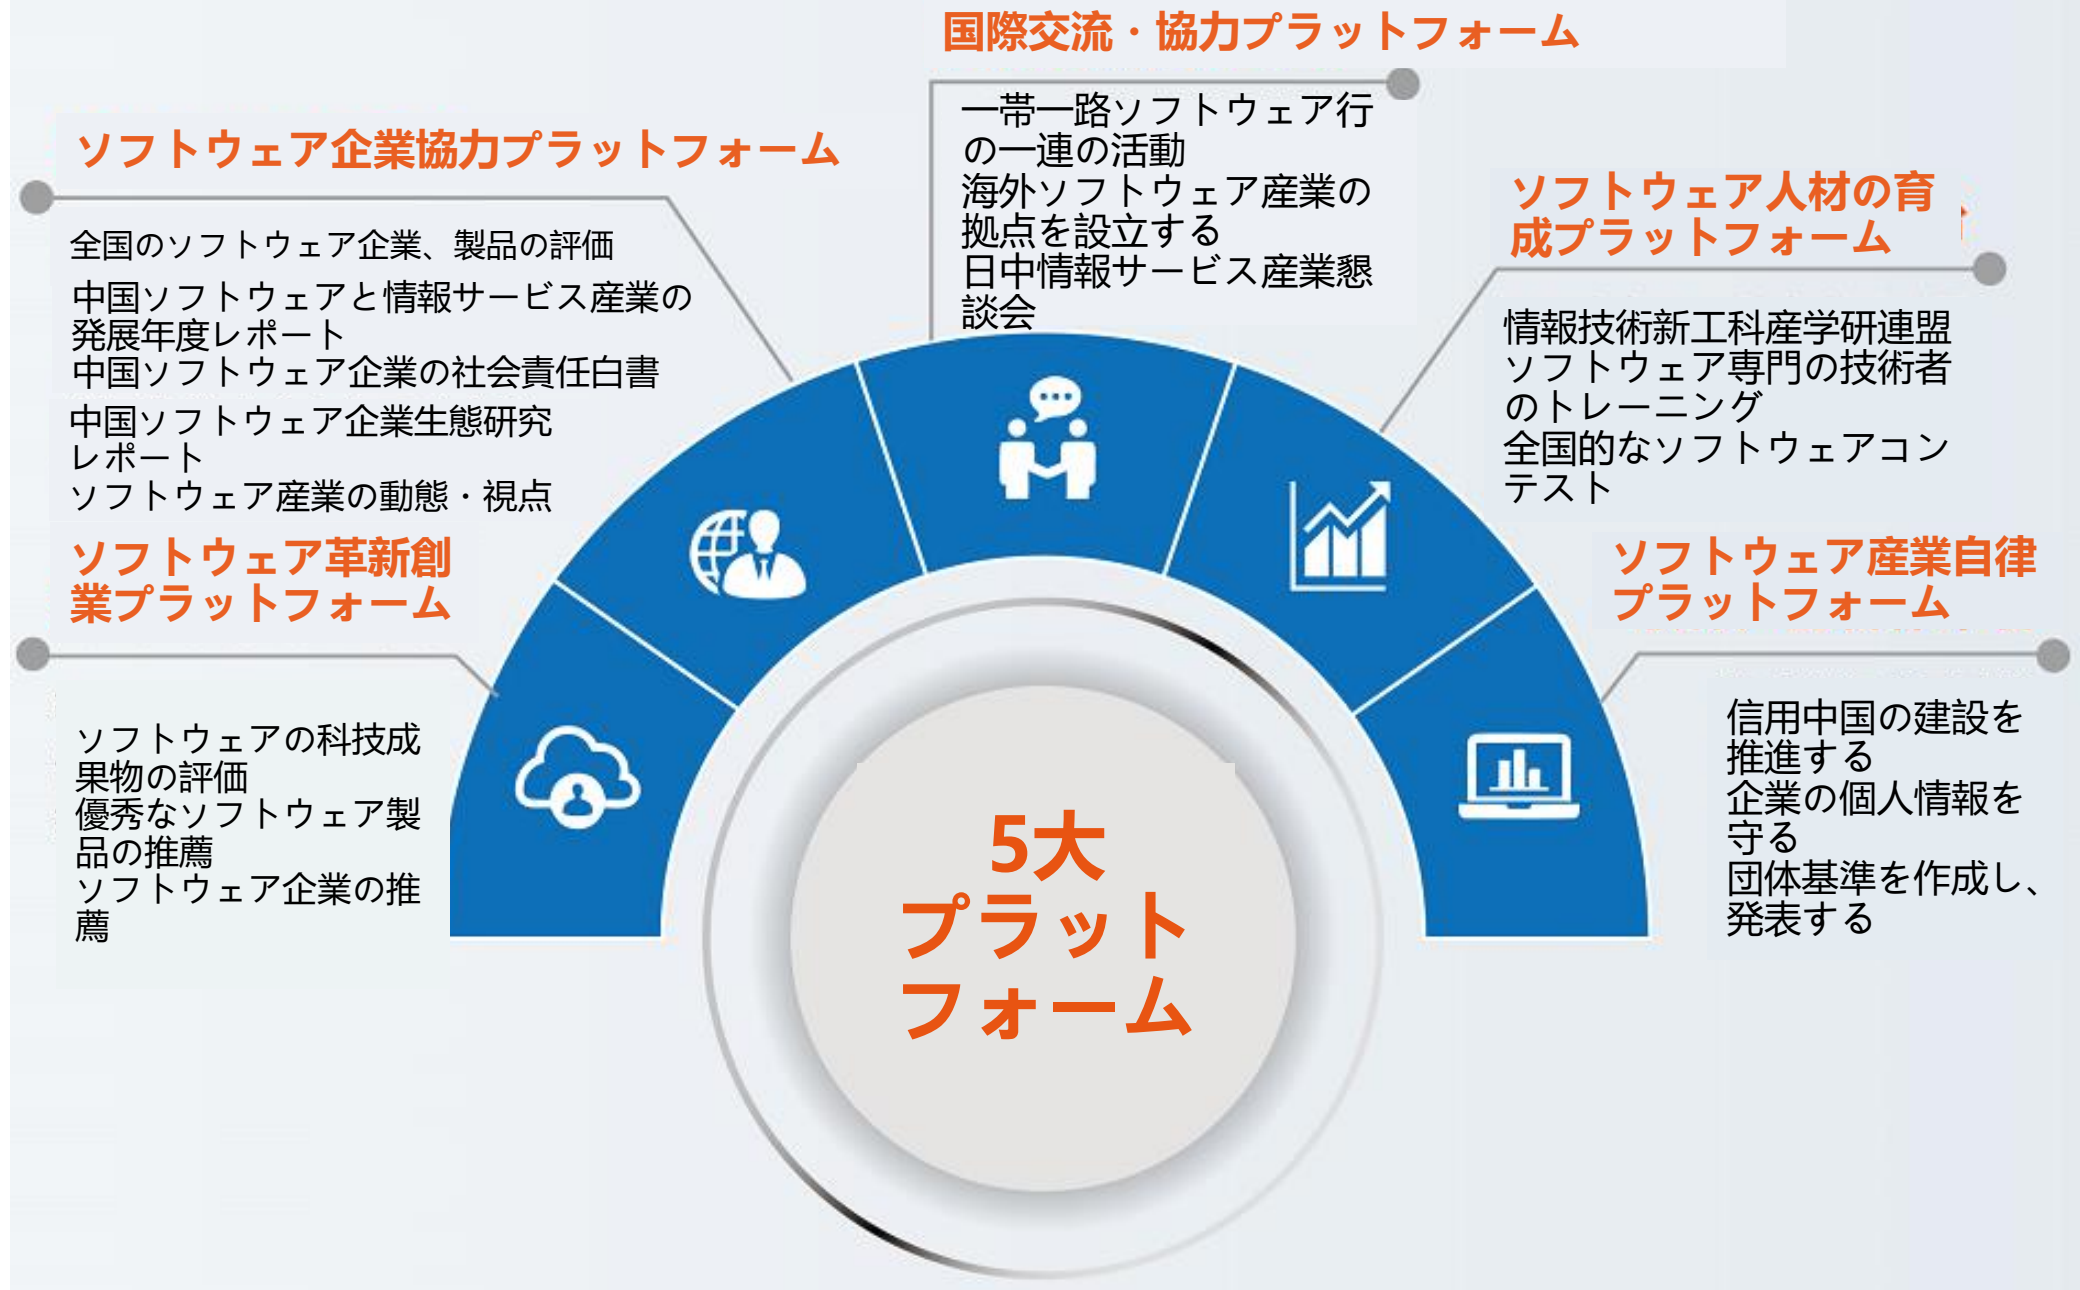 国際交流・協力プラットフォーム
一帯一路ソフトウェア行
の一連の活動
海外ソフトウェア産業の
拠点を設立する
日中情報サービス産業懇
談会
ソフトウェア企業協力プラットフォーム
全国のソフトウェア企業、製品の評価
中国ソフトウェアと情報サービス産業の
発展年度レポート
中国ソフトウェア企業の社会責任白書
中国ソフトウェア企業生態研究
レポート
ソフトウェア産業の動態・視点
ソフトウェア人材の育
成プラットフォーム
情報技術新工科産学研連盟
ソフトウェア専門の技術者
のトレーニング
全国的なソフトウェアコン
テスト
ソフトウェア革新創
業プラットフォーム
ソフトウェアの科技成
果物の評価
優秀なソフトウェア製
品の推薦
ソフトウェア企業の推
薦
ソフトウェア産業自律
プラットフォーム
信用中国の建設を
推進する
企業の個人情報を
守る
団体基準を作成し、
発表する
5大
プラット
フォーム